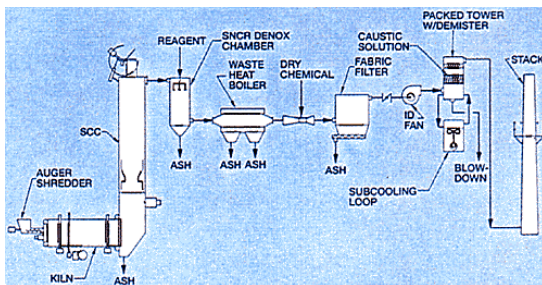 PACKED TOWER
W/DEMISTER
SNCR DENOX
CHAMBER
CAUSTIC
SOLUTION
REAGENT
WASTE
HEAT
BOILER
DRY
CHEMICAL
FABRIC
FILTER
STACK
SCC
ID
FAN
ASH
ASH
ASH
ASH
BLOW-
DOWN
AUGER
SHREDDER
SUBCOOLING
LOOP
KILN
ASH